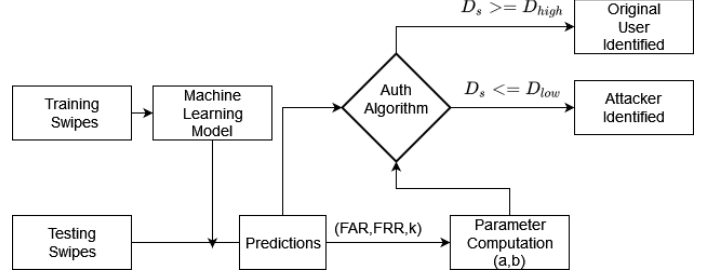 D_s >= D_high
Original
User
Identified
Training
Swipes
Machine
Learning
Model
Auth
Algorithm
D_s <= D_low
Attacker
Identified
Testing
Swipes
Predictions
(FAR,FRR,k)
Parameter
Computation
(a,b)